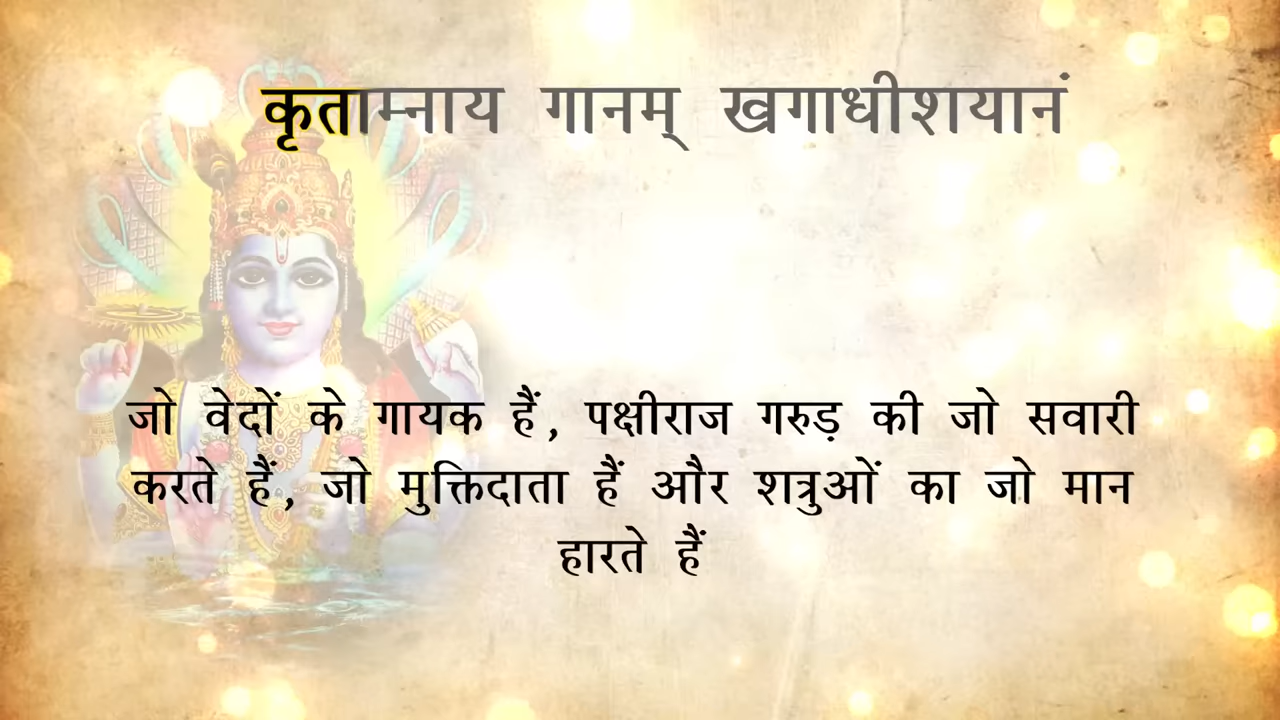 कृताम्नाय गानम् खगाधीशयानं
जो वेदों के गायक हैं, पक्षीराज गरुड़ की जो सवारी
करते हैं, जो मुक्तिदाता हैं और शत्रुओं का जो मान
हारते हैं